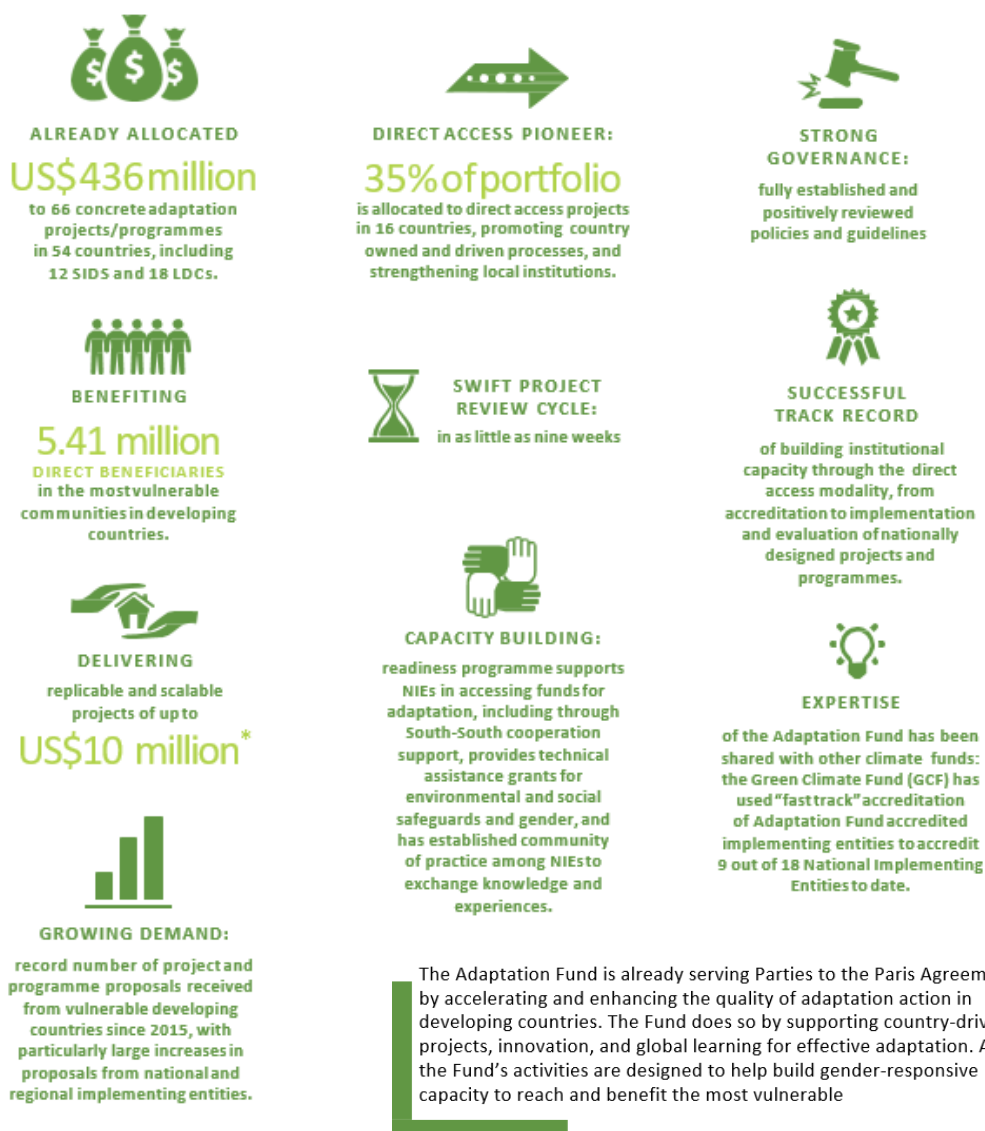 ALREADY ALLOCATED
US$436 million
to 66 concrete adaptation
projects/programmes
in 54 countries, including
12 SIDS and 18 LDCs.
BENEFITING
5.41 million
DIRECT BENEFICIARIES
in the most vulnerable
communities in developing
countries.
DELIVERING
replicable and scalable
projects of up to
US$10 million*
GROWING DEMAND:
record number of project and
programme proposals received
from vulnerable developing
countries since 2015, with
particularly large increases in
proposals from national and
regional implementing entities.
DIRECT ACCESS PIONEER:
35% of portfolio
is allocated to direct access projects
in 16 countries, promoting country
owned and driven processes, and
strengthening local institutions.
SWIFT PROJECT
REVIEW CYCLE:
in as little as nine weeks
CAPACITY BUILDING:
readiness programme supports
NIEs in accessing funds for
adaptation, including through
South-South cooperation
support, provides technical
assistance grants for
environmental and social
safeguards and gender, and
has established community
of practice among NIEs to
exchange knowledge and
experiences.
STRONG
GOVERNANCE:
fully established and
positively reviewed
policies and guidelines
SUCCESSFUL
TRACK RECORD
of building institutional
capacity through the direct
access modality, from
accreditation to implementation
and evaluation of nationally
designed projects and
programmes.
EXPERTISE
of the Adaptation Fund has been
shared with other climate funds:
the Green Climate Fund (GCF) has
used “fast track” accreditation
of Adaptation Fund accredited
implementing entities to accredit
9 out of 18 National Implementing
Entities to date.
The Adaptation Fund is already serving Parties to the Paris Agreem
by accelerating and enhancing the quality of adaptation action in
developing countries. The Fund does so by supporting country-driv
projects, innovation, and global learning for effective adaptation.
the Fund’s activities are designed to help build gender-responsive
capacity to reach and benefit the most vulnerable